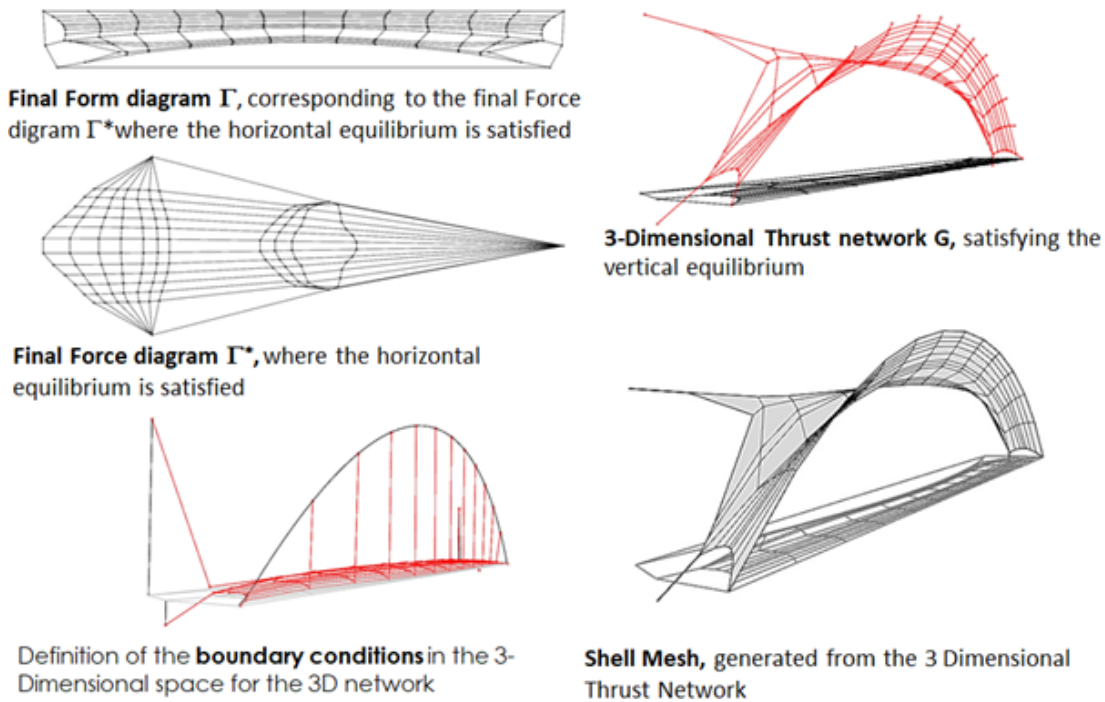 Final Form diagram Γ, corresponding to the final Force
digram Γ*where the horizontal equilibrium is satisfied
Final Force diagram Γ*, where the horizontal
equilibrium is satisfied
Definition of the boundary conditions in the 3-
Dimensional space for the 3D network
3-Dimensional Thrust network G, satisfying the
vertical equilibrium
Shell Mesh, generated from the 3 Dimensional
Thrust Network